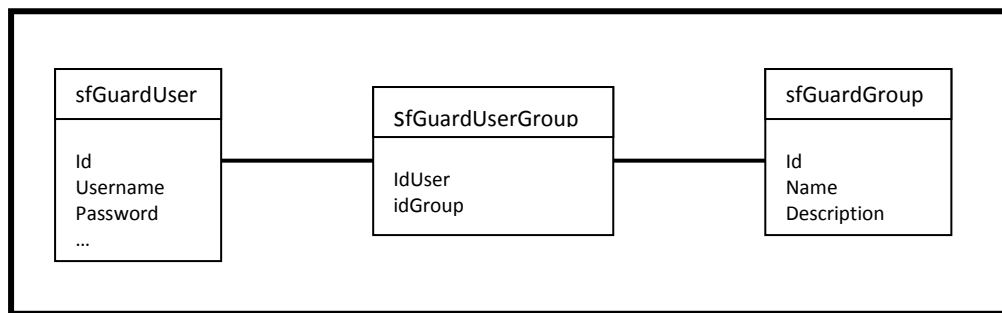 sfGuardUser
Id
Username
Password
...
SfGuardUserGroup
IdUser
idGroup
sfGuardGroup
Id
Name
Description